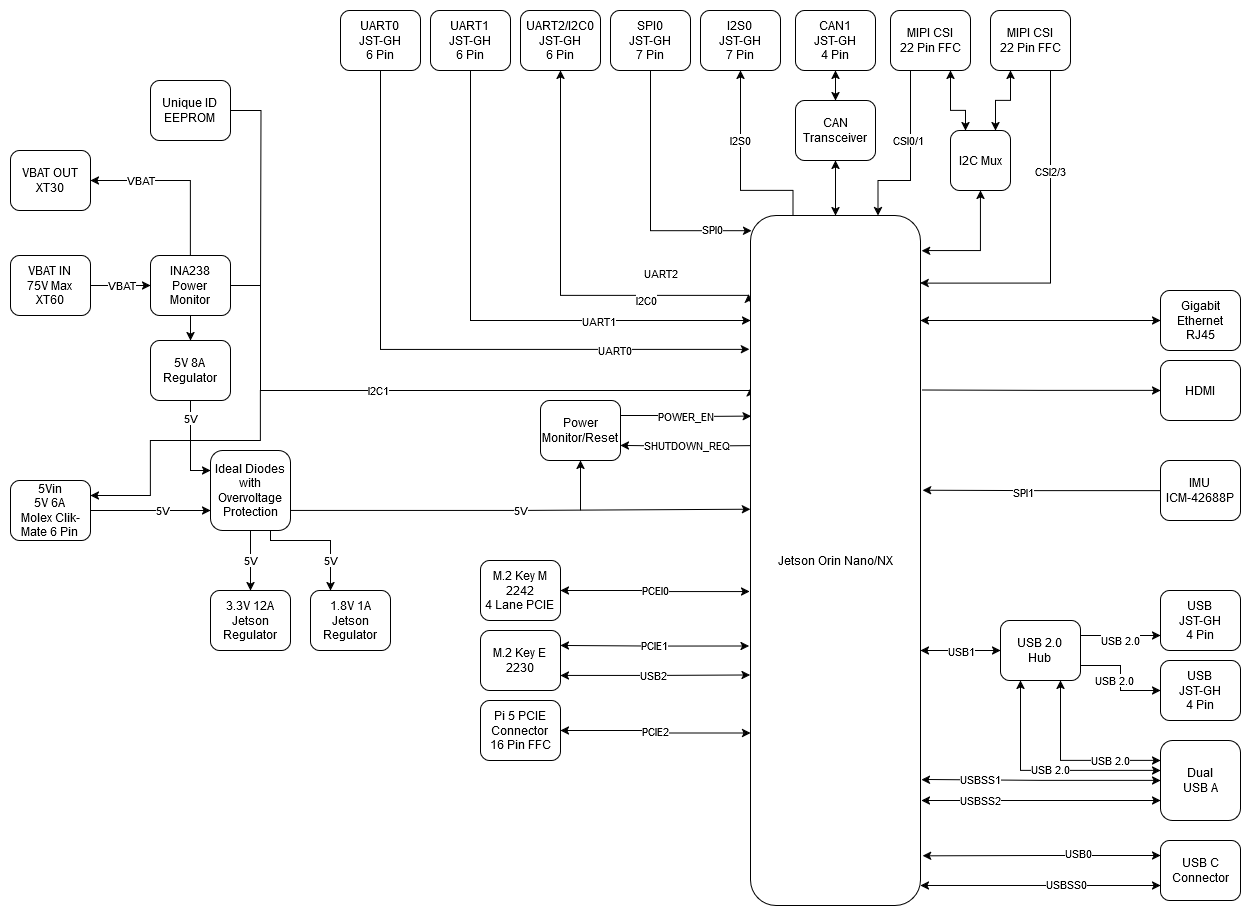 UART0
JST-GH
6 Pin
UART1
JST-GH
6 Pin
UART2/I2C0
JST-GH
6 Pin
SPI0
JST-GH
7 Pin
I2S0
JST-GH
7 Pin
CAN1
JST-GH
4 Pin
MIPI CSI
22 Pin FFC
MIPI CSI
22 Pin FFC
Unique ID
EEPROM
CAN
Transceiver
I2S0
CSI0/1
I2C Mux
CSI2/3
VBAT OUT
XT30
VBAT
SPI0
VBAT IN
75V Max
XT60
VBAT
INA238
Power
Monitor
UART2
I2C0
UART1
UART0
Gigabit
Ethernet
RJ45
5V 8A
Regulator
I2C1
HDMI
5V
Power
Monitor/Reset
POWER_EN
SHUTDOWN_REQ
5Vin
5V 6A
Molex Clik-
Mate 6 Pin
5V
Ideal Diodes
with
Overvoltage
Protection
5V
SPI1
IMU
ICM-42688P
5V
5V
3.3V 12A
Jetson
Regulator
1.8V 1A
Jetson
Regulator
Jetson Orin Nano/NX
M.2 Key M
2242
4 Lane PCIE
PCEI0
M.2 Key E
2230
PCIE1
USB2
Pi 5 PCIE
Connector
16 Pin FFC
PCIE2
USB1
USB 2.0
Hub
USB 2.0
USB
JST-GH
4 Pin
USB 2.0
USB
JST-GH
4 Pin
USB 2.0
USB 2.0
USBSS1
USBSS2
Dual
USB A
USB0
USBSS0
USB C
Connector